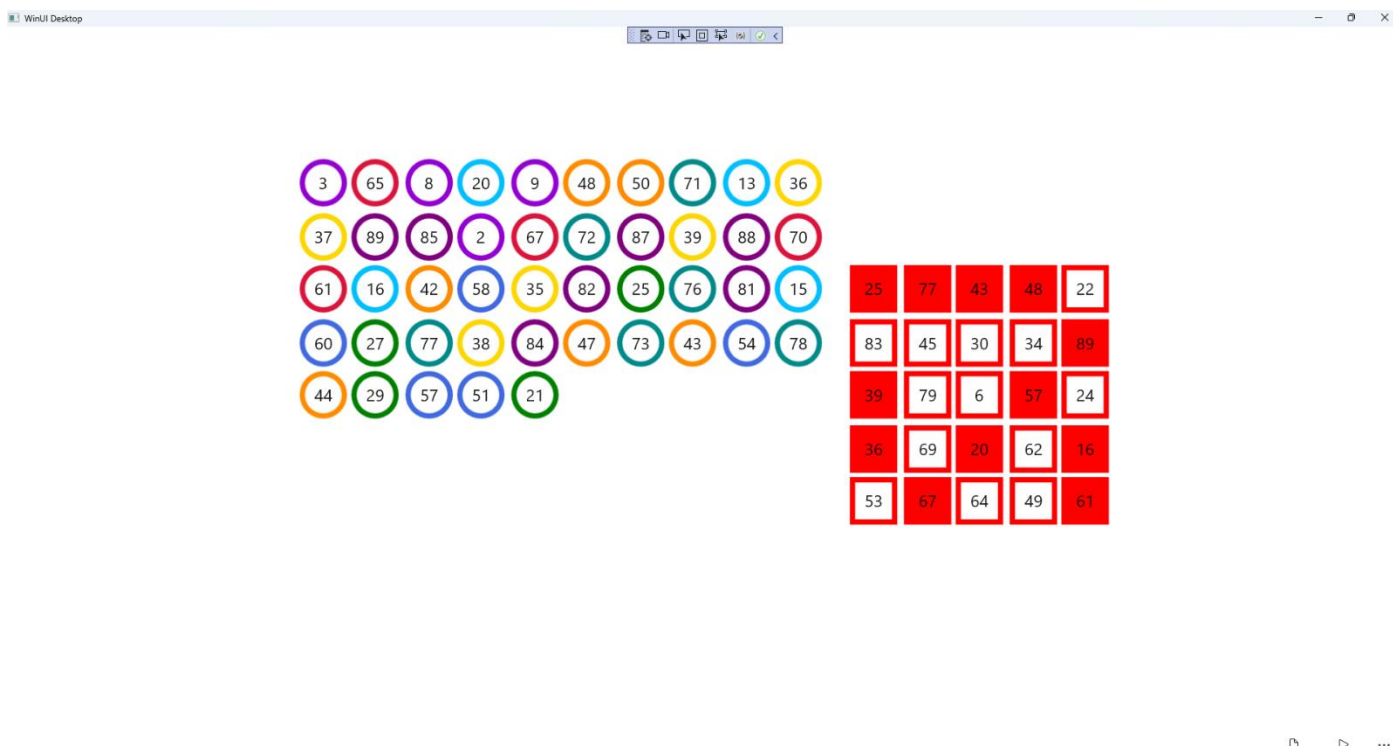 WinUI Desktop
3 65 8 20 9 48 50 71 13 36
37 89 85 2 67 72 87 39 88 70
61 16 42 58 35 82 25 76 81 15
60 27 77 38 84 47 73 43 54 78
44 29 57 51 21
25 77 43 48 22
83 45 30 34 89
39 79 6 57 24
36 69 20 62 16
53 67 64 49 61